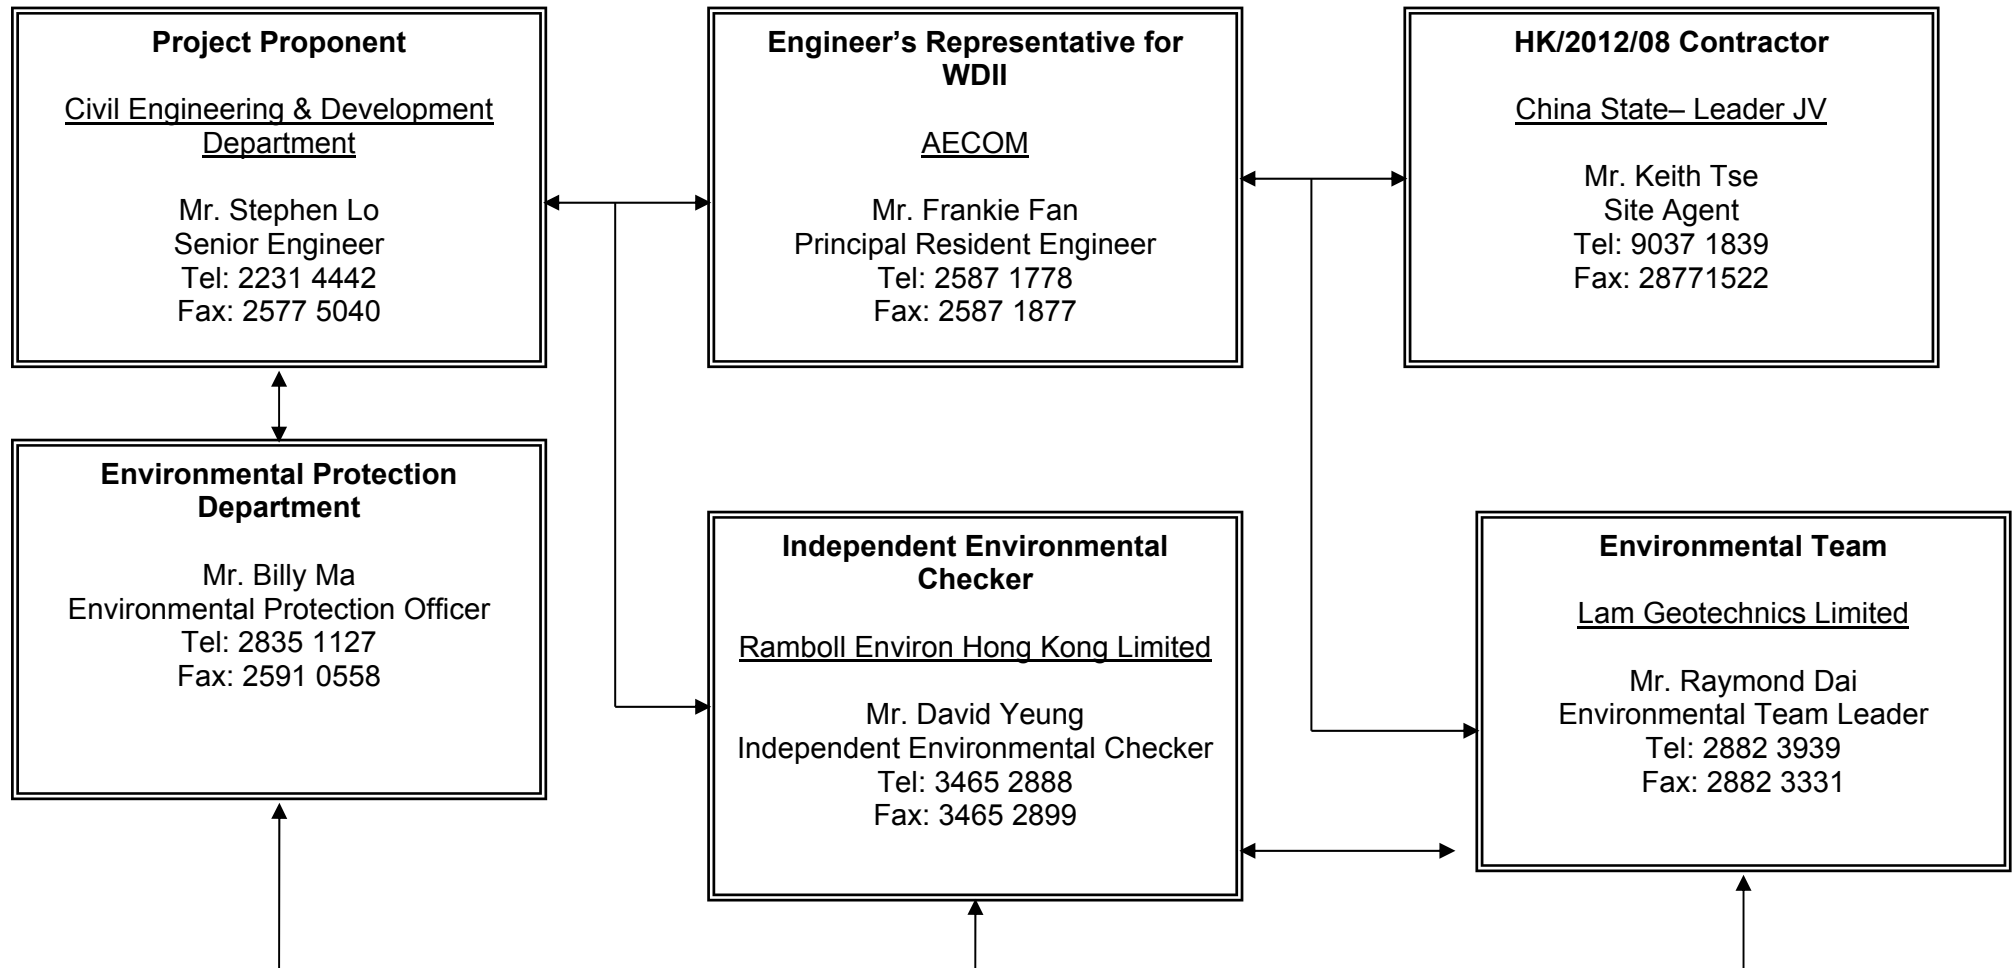 Project Proponent
Civil Engineering & Development
Department
Mr. Stephen Lo
Senior Engineer
Tel: 2231 4442
Fax: 2577 5040
Engineer’s Representative for
WDII
AECOM
Mr. Frankie Fan
Principal Resident Engineer
Tel: 2587 1778
Fax: 2587 1877
HK/2012/08 Contractor
China State– Leader JV
Mr. Keith Tse
Site Agent
Tel: 9037 1839
Fax: 28771522
Environmental Protection
Department
Mr. Billy Ma
Environmental Protection Officer
Tel: 2835 1127
Fax: 2591 0558
Independent Environmental
Checker
Ramboll Environ Hong Kong Limited
Mr. David Yeung
Independent Environmental Checker
Tel: 3465 2888
Fax: 3465 2899
Environmental Team
Lam Geotechnics Limited
Mr. Raymond Dai
Environmental Team Leader
Tel: 2882 3939
Fax: 2882 3331